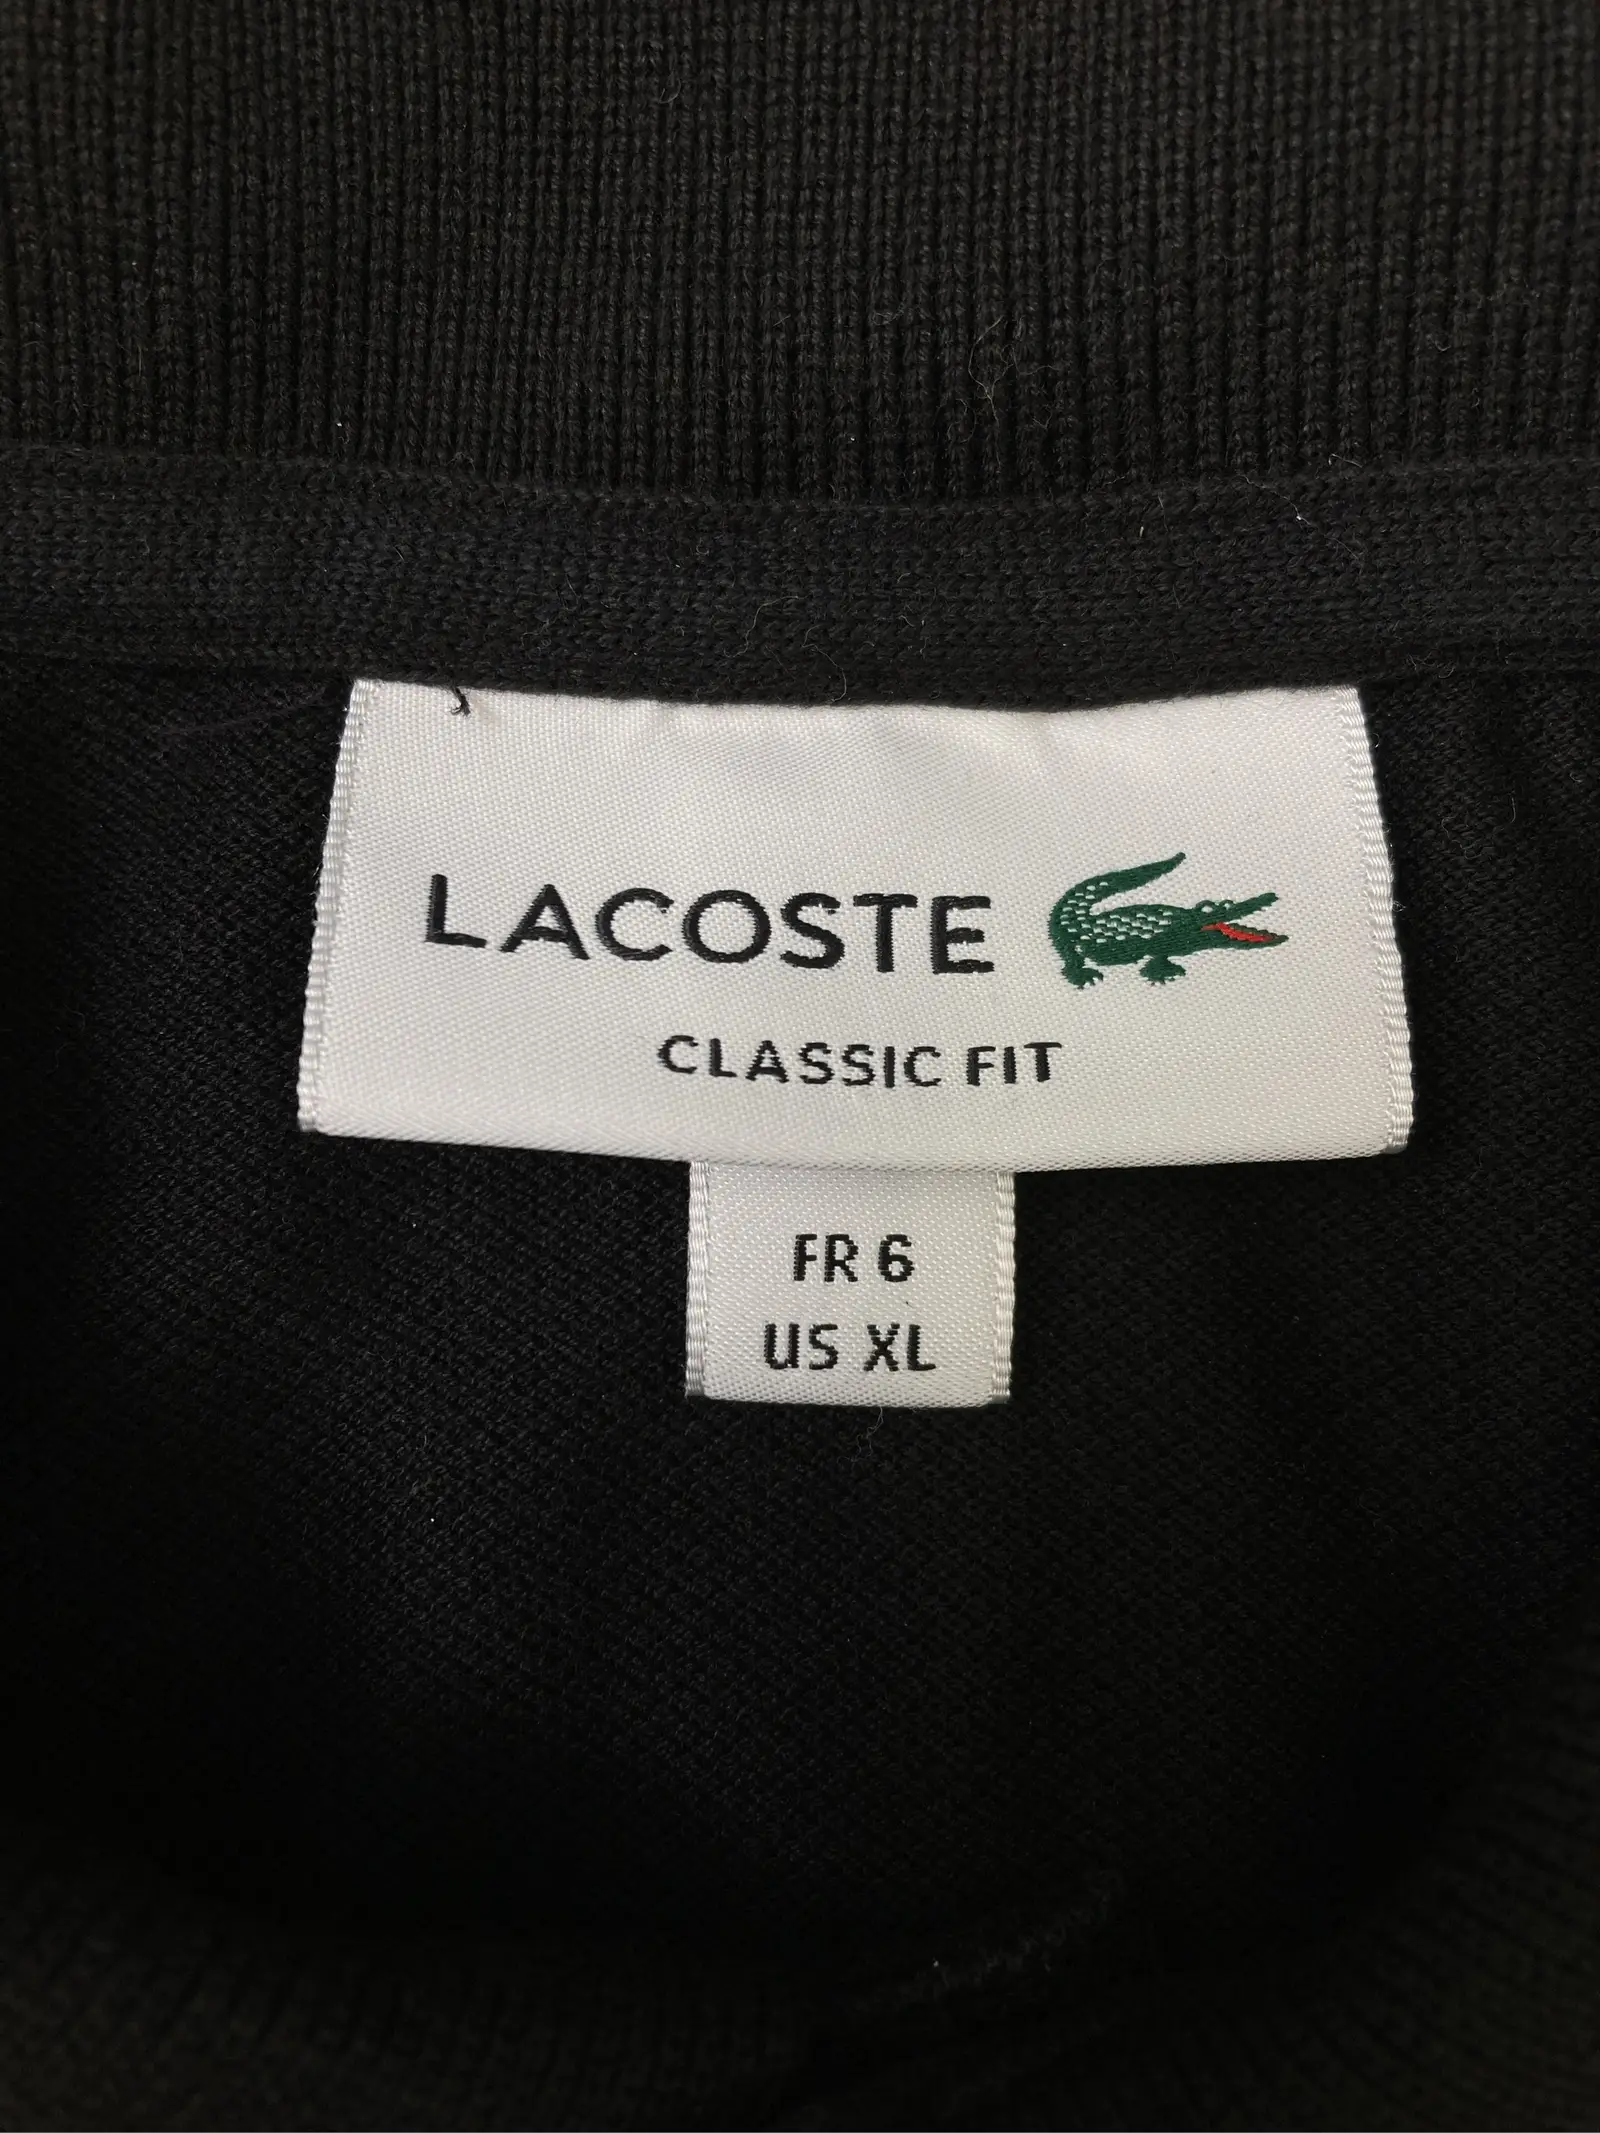 LACOSTE
CLASSIC FIT
FR 6
US XL